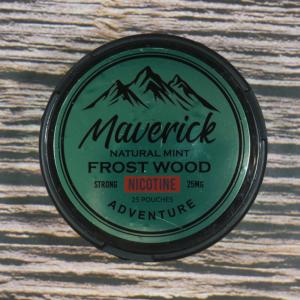 Maverick
NATURAL MINT
FROST WOOD
STRONG NICOTINE 25MG
25 POUCHES
ADVENTURE